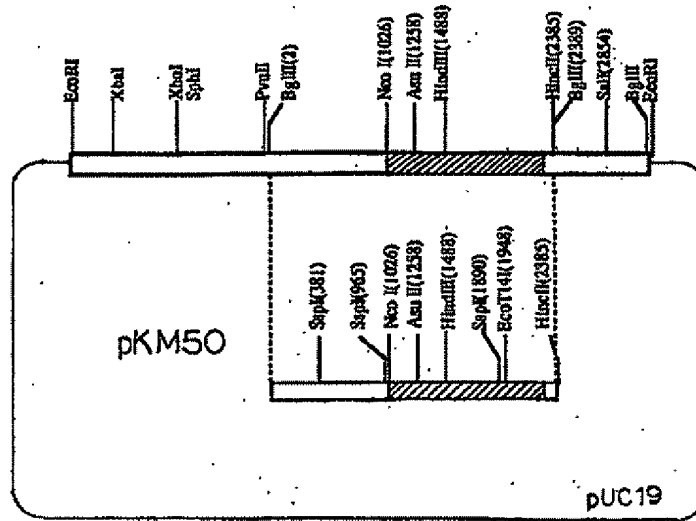 EcoRI
XbaI
XhoI
SphI
PvuII
BglII(2)
Nco I(1026)
Asu II(1258)
HindIII(1488)
HincII(2385)
BglII(2389)
SalI(2854)
BglII
EcoRI
SspI(381)
SspI(965)
Nco I(1026)
Asu II(1258)
HindIII(1488)
SspI(1890)
EcoT14I(1948)
HincII(2385)
pKM50
pUC19